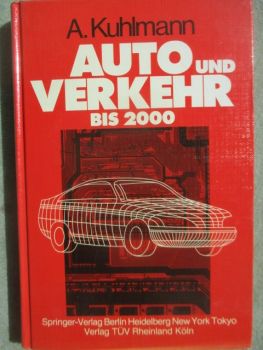 A. Kuhlmann
AUTO UND
VERKEHR
BIS 2000
Springer-Verlag Berlin Heidelberg New York Tokyo
Verlag TÜV Rheinland Köln